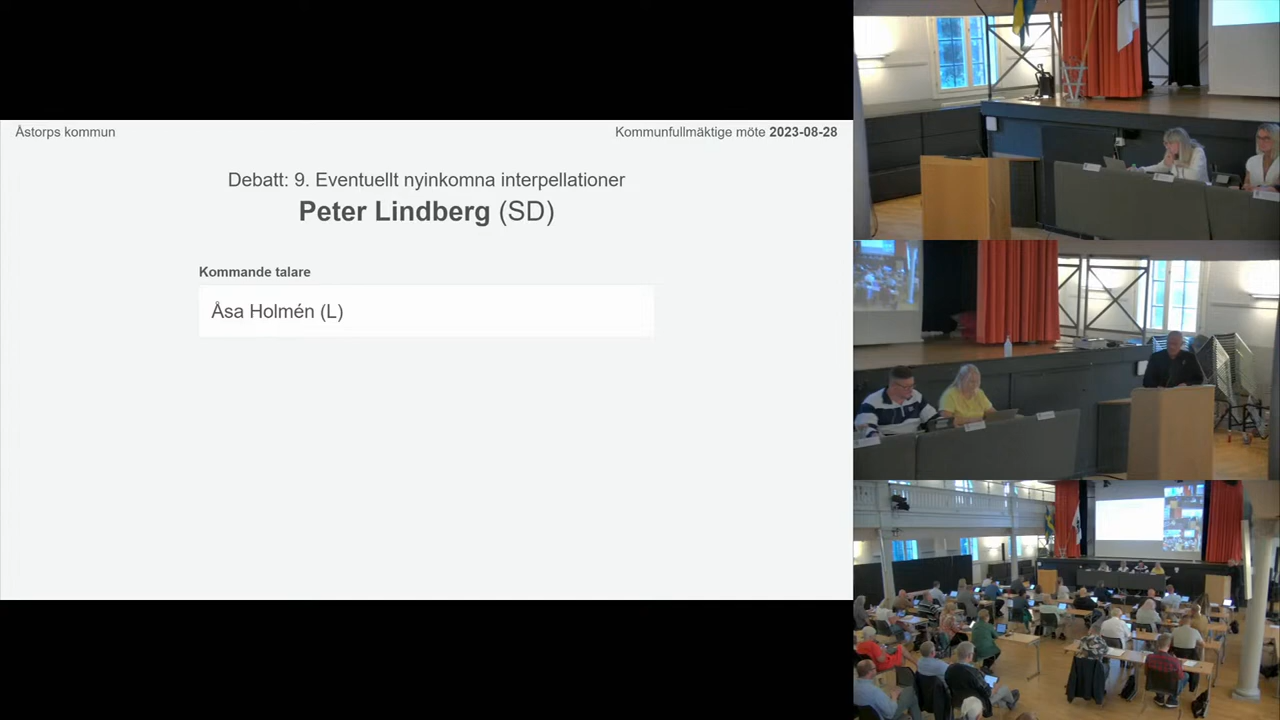 Åstorps kommun
Kommunfullmäktige möte 2023-08-28
Debatt: 9. Eventuellt nyinkomna interpellationer
Peter Lindberg (SD)
Kommande talare
Åsa Holmén (L)